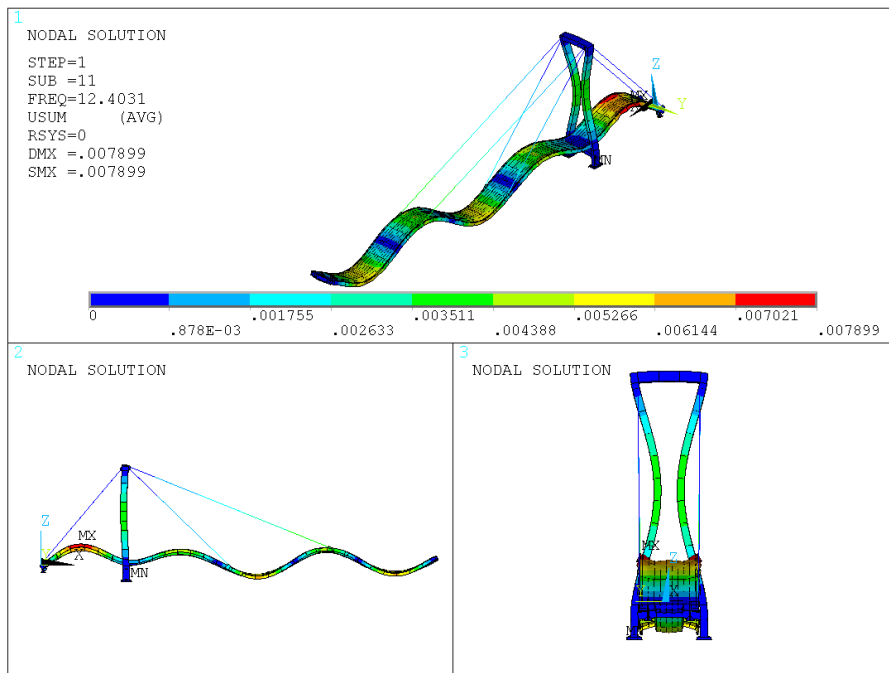 1
NODAL SOLUTION
STEP=1
SUB =11
FREQ=12.4031
USUM (AVG)
RSYS=0
DMX =.007899
SMX =.007899
Z
MX
Y
MN
0
.001755
.003511
.005266
.007021
.878E-03
.002633
.004388
.006144
.007899
2
NODAL SOLUTION
Z
MX
X
MN
3
NODAL SOLUTION
MX
Z
X